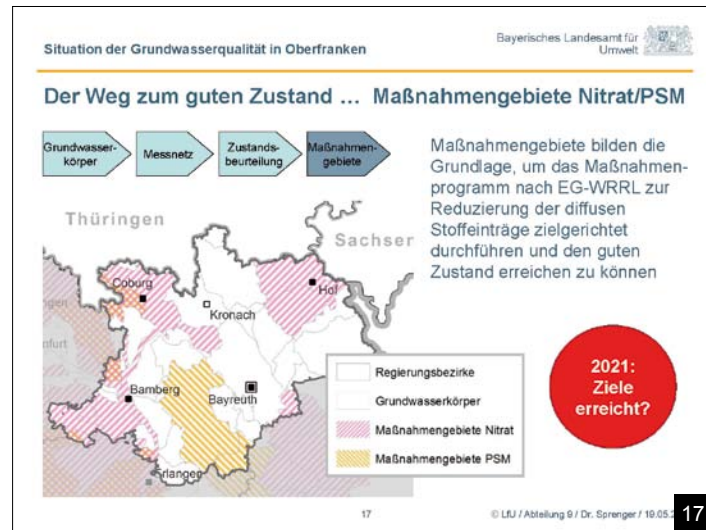 Situation der Grundwasserqualität in Oberfranken
Bayerisches Landesamt für
Umwelt
Der Weg zum guten Zustand … Maßnahmengebiete Nitrat/PSM
Grundwasser-
körper
Messnetz
Zustands-
beurteilung
Maßnahmen-
gebiete
Maßnahmengebiete bilden die
Grundlage, um das Maßnahmen-
programm nach EG-WRRL zur
Reduzierung der diffusen
Stoffeinträge zielgerichtet
durchführen und den guten
Zustand erreichen zu können
Thüringen
Sachsen
Coburg
Hof
Kronach
Bamberg
Bayreuth
Erlangen
Regierungsbezirke
Grundwasserkörper
Maßnahmengebiete Nitrat
Maßnahmengebiete PSM
2021:
Ziele
erreicht?
17
© LfU / Abteilung 9 / Dr. Sprenger / 19.05.
17